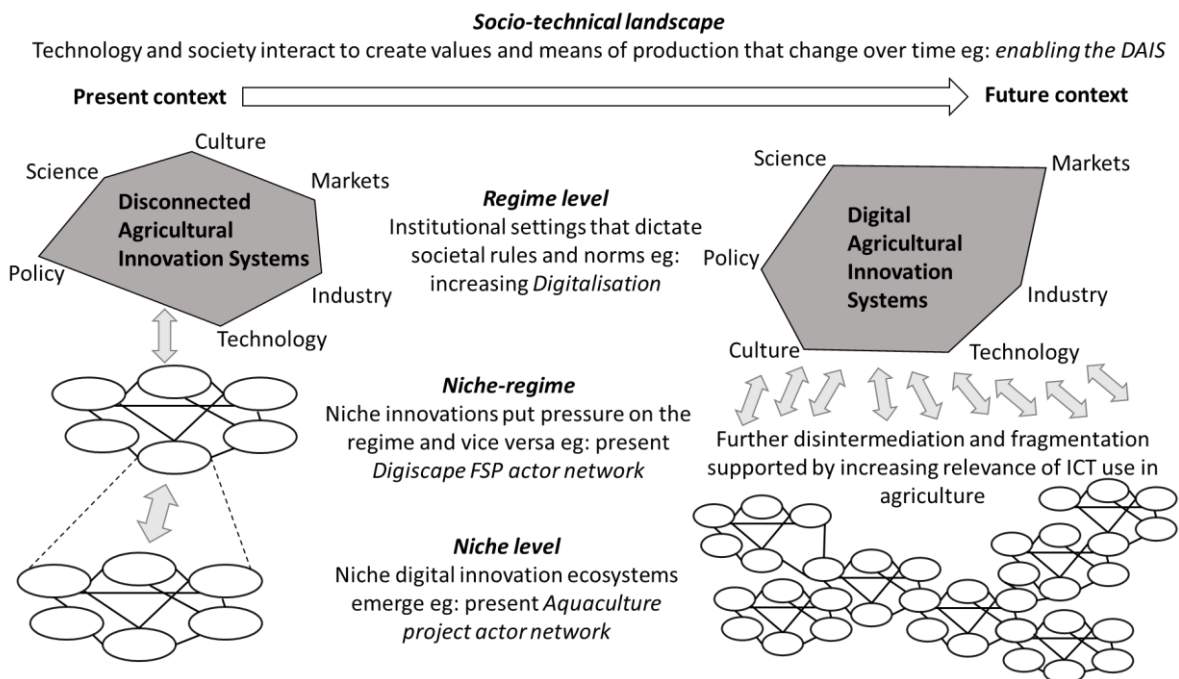 Socio-technical landscape
Technology and society interact to create values and means of production that change over time eg: enabling the DAIS
Present context
Future context
Culture
Science
Markets
Disconnected
Agricultural
Innovation Systems
Policy
Industry
Technology
Regime level
Institutional settings that dictate
societal rules and norms eg:
increasing Digitalisation
Science
Markets
Digital
Agricultural
Innovation
Systems
Policy
Industry
Culture
Technology
Niche-regime
Niche innovations put pressure on the
regime and vice versa eg: present
Digiscape FSP actor network
Further disintermediation and fragmentation
supported by increasing relevance of ICT use in
agriculture
Niche level
Niche digital innovation ecosystems
emerge eg: present Aquaculture
project actor network